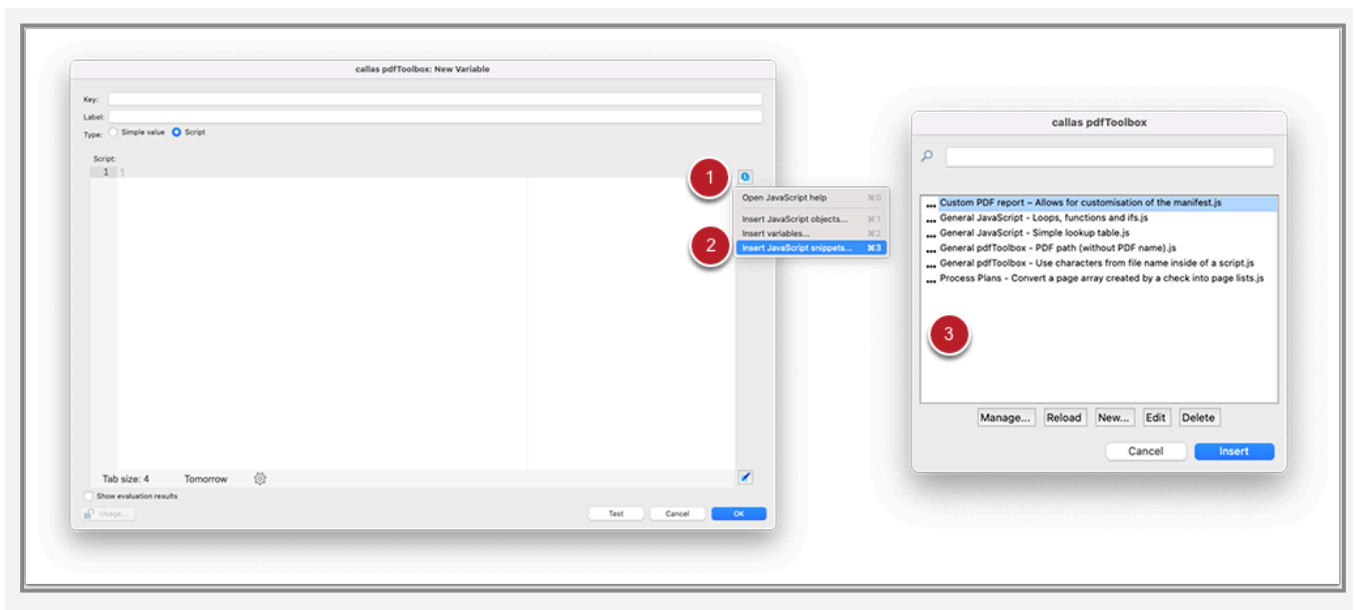 callas pdfToolbox: New Variable
Key:
Label:
Type: Simple value Script
Script:
1
1
Open JavaScript help ⌘0
Insert JavaScript objects... ⌘1
Insert variables... ⌘2
2
Insert JavaScript snippets... ⌘3
Tab size: 4 Tomorrow
Show evaluation results
Usage...
Test Cancel OK
callas pdfToolbox
... Custom PDF report – Allows for customisation of the manifest.js
... General JavaScript - Loops, functions and ifs.js
... General JavaScript - Simple lookup table.js
... General pdfToolbox - PDF path (without PDF name).js
... General pdfToolbox - Use characters from file name inside of a script.js
... Process Plans - Convert a page array created by a check into page lists.js
3
Manage... Reload New... Edit Delete
Cancel Insert